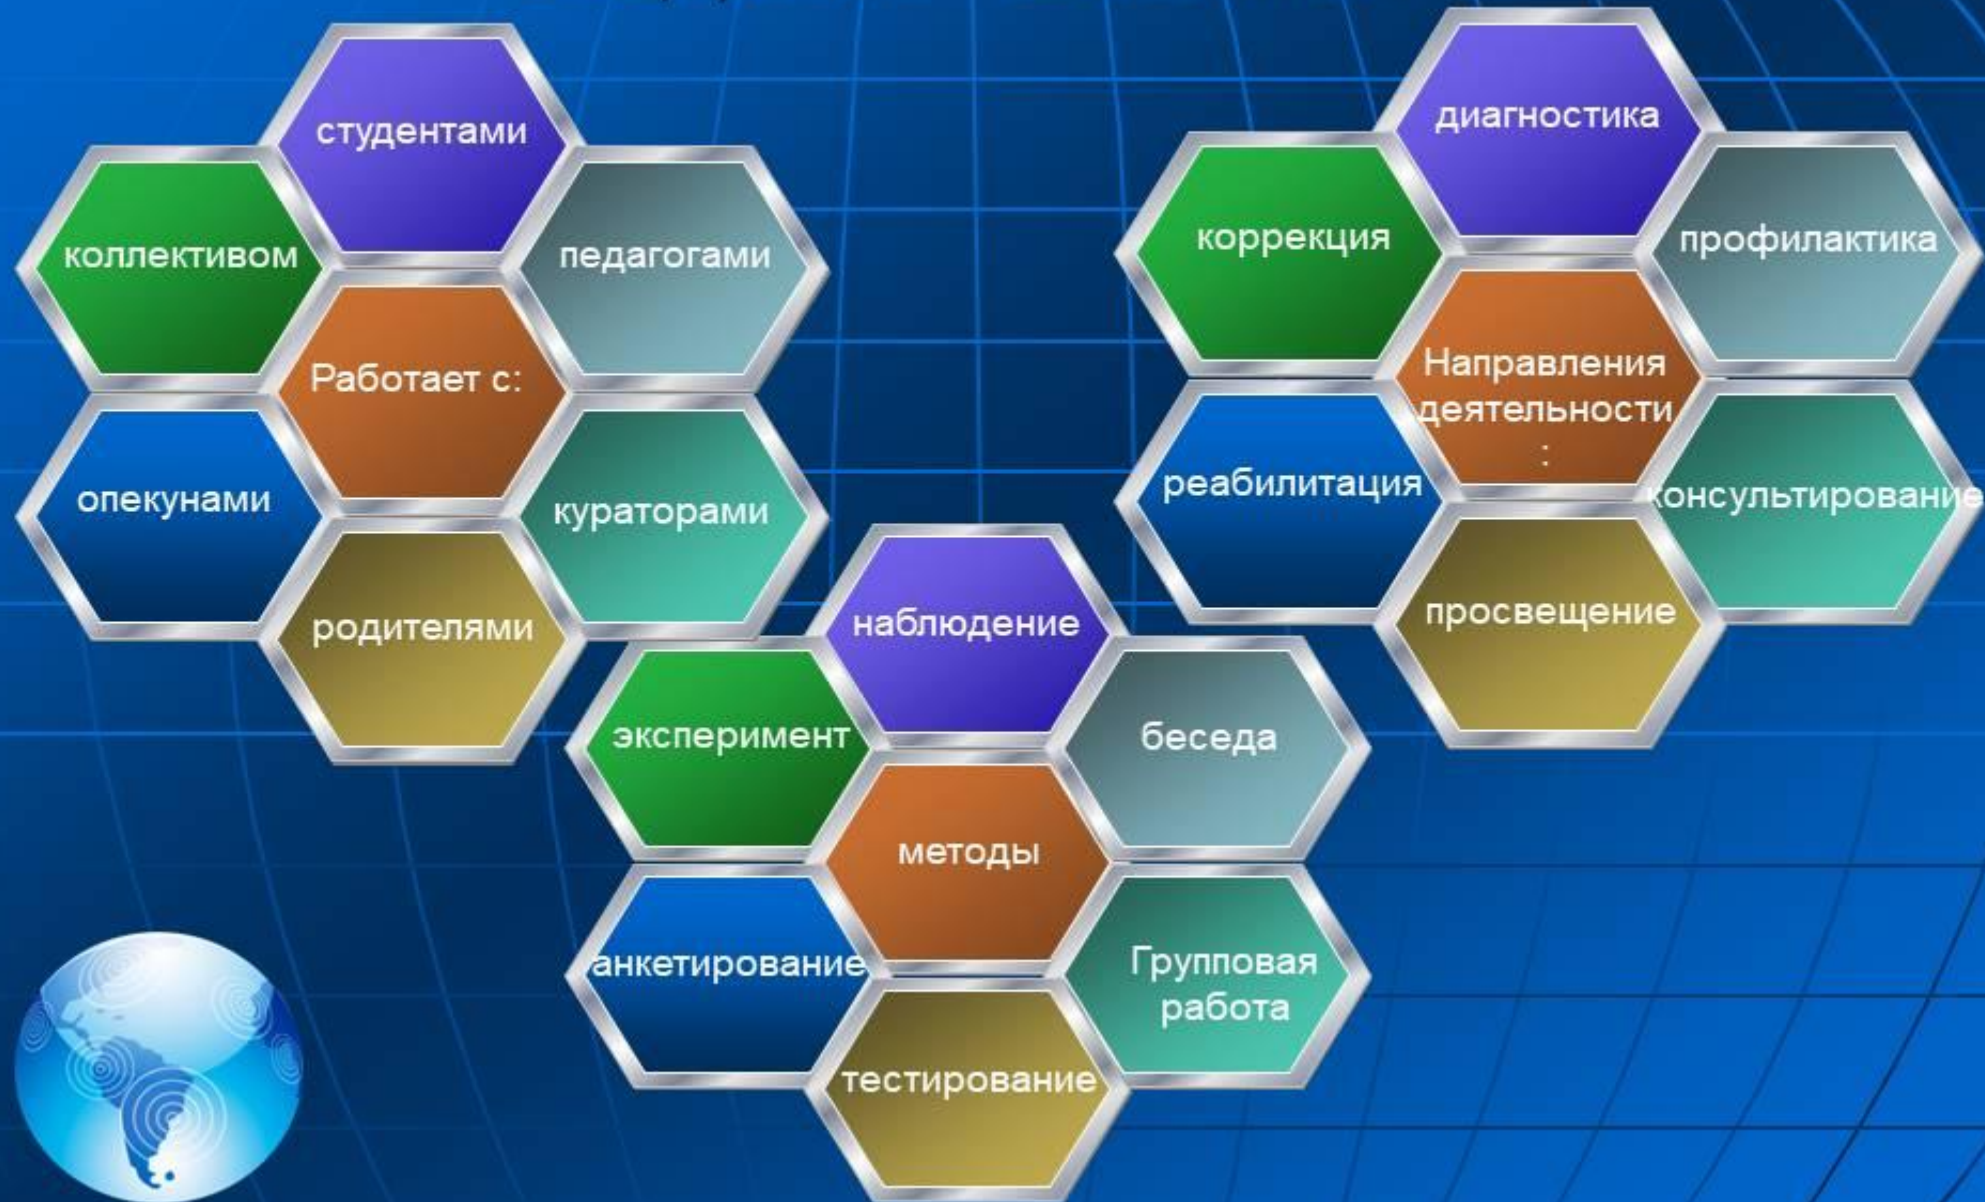 студентами
коллективом
педагогами
Работает с:
опекунами
кураторами
родителями
диагностика
коррекция
профилактика
Направления
деятельности
:
реабилитация
консультирование
просвещение
наблюдение
эксперимент
беседа
методы
анкетирование
Групповая
работа
тестирование